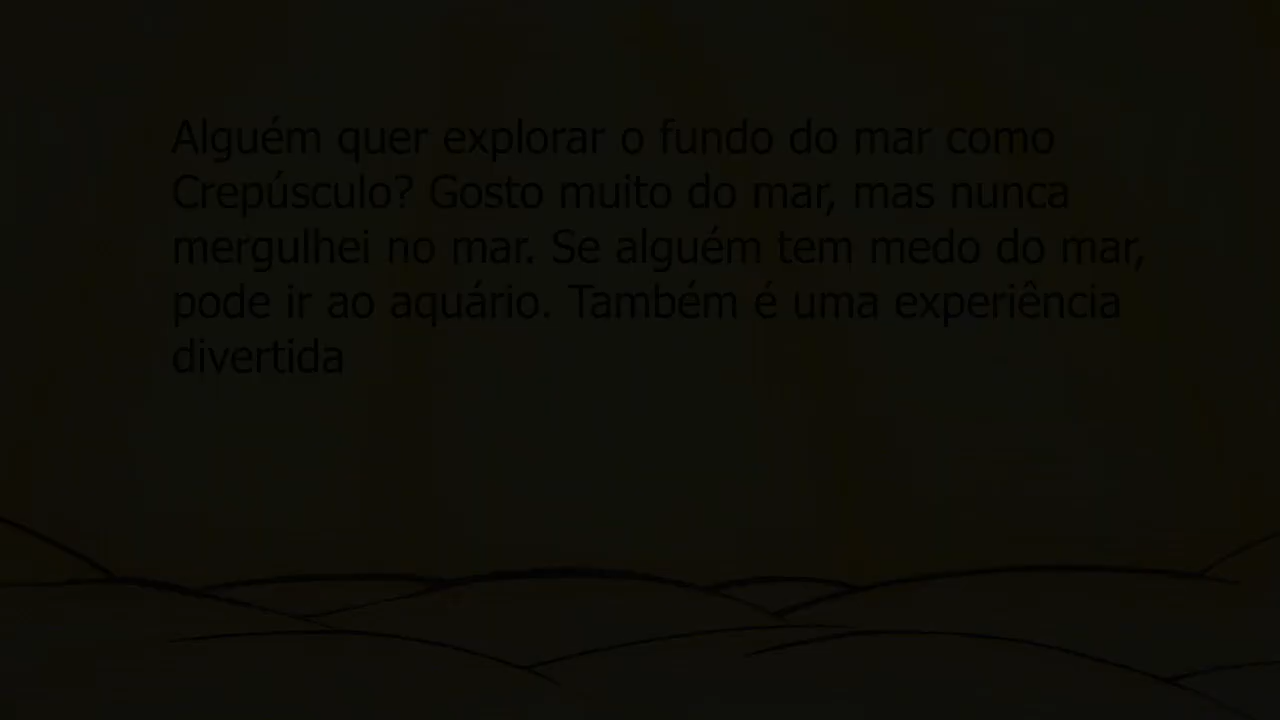 Alguém quer explorar o fundo do mar como
Crepúsculo? Gosto muito do mar, mas nunca
mergulhei no mar. Se alguém tem medo do mar,
pode ir ao aquário. Também é uma experiência
divertida